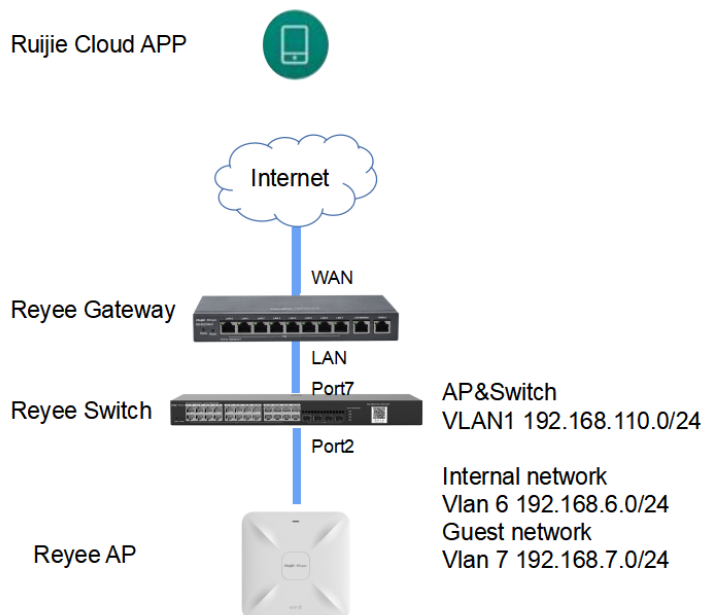 Ruijie Cloud APP
Internet
WAN
Reyee Gateway
LAN
Port7
Reyee Switch
AP&Switch
VLAN1 192.168.110.0/24
Port2
Internal network
Vlan 6 192.168.6.0/24
Guest network
Vlan 7 192.168.7.0/24
Reyee AP